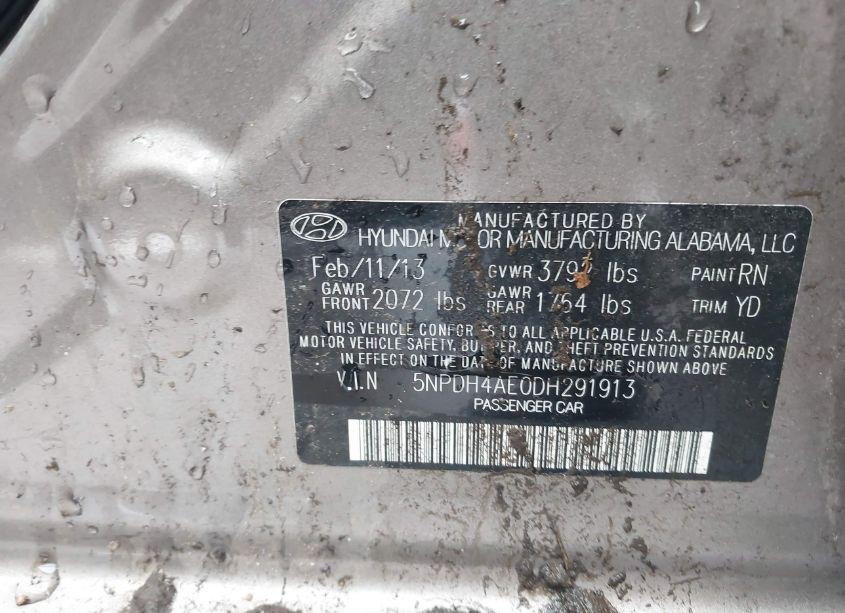 MANUFACTURED BY
HYUNDAI MOTOR MANUFACTURING ALABAMA, LLC
Feb/11/13 GVWR lbs PAINT RN
GAWR FRONT 2072 lbs GAWR REAR 1764 lbs TRIM YD
THIS VEHICLE CONFORMS TO ALL APPLICABLE U.S.A. FEDERAL
MOTOR VEHICLE SAFETY, BUMPER, AND THEFT PREVENTION STANDARDS
IN EFFECT ON THE DATE OF MANUFACTURE SHOWN ABOVE
V.I.N 5NPDH4AE0DH291913
PASSENGER CAR